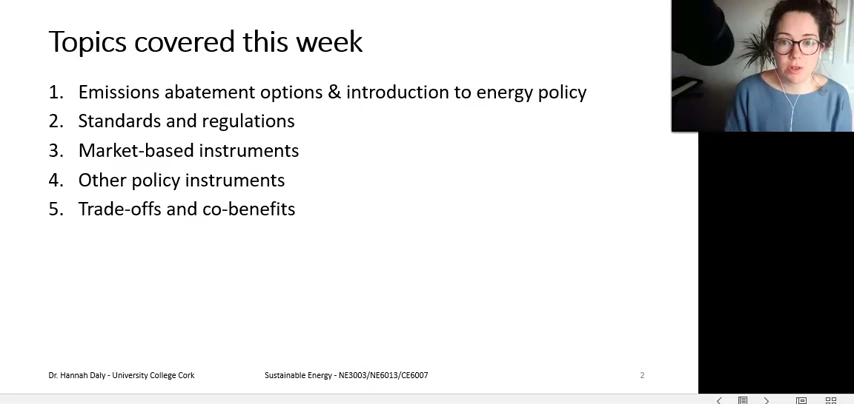 Topics covered this week
1. Emissions abatement options & introduction to energy policy
2. Standards and regulations
3. Market-based instruments
4. Other policy instruments
5. Trade-offs and co-benefits
Dr. Hannah Daly - University College Cork Sustainable Energy - NE3003/NE6013/CE6007 2